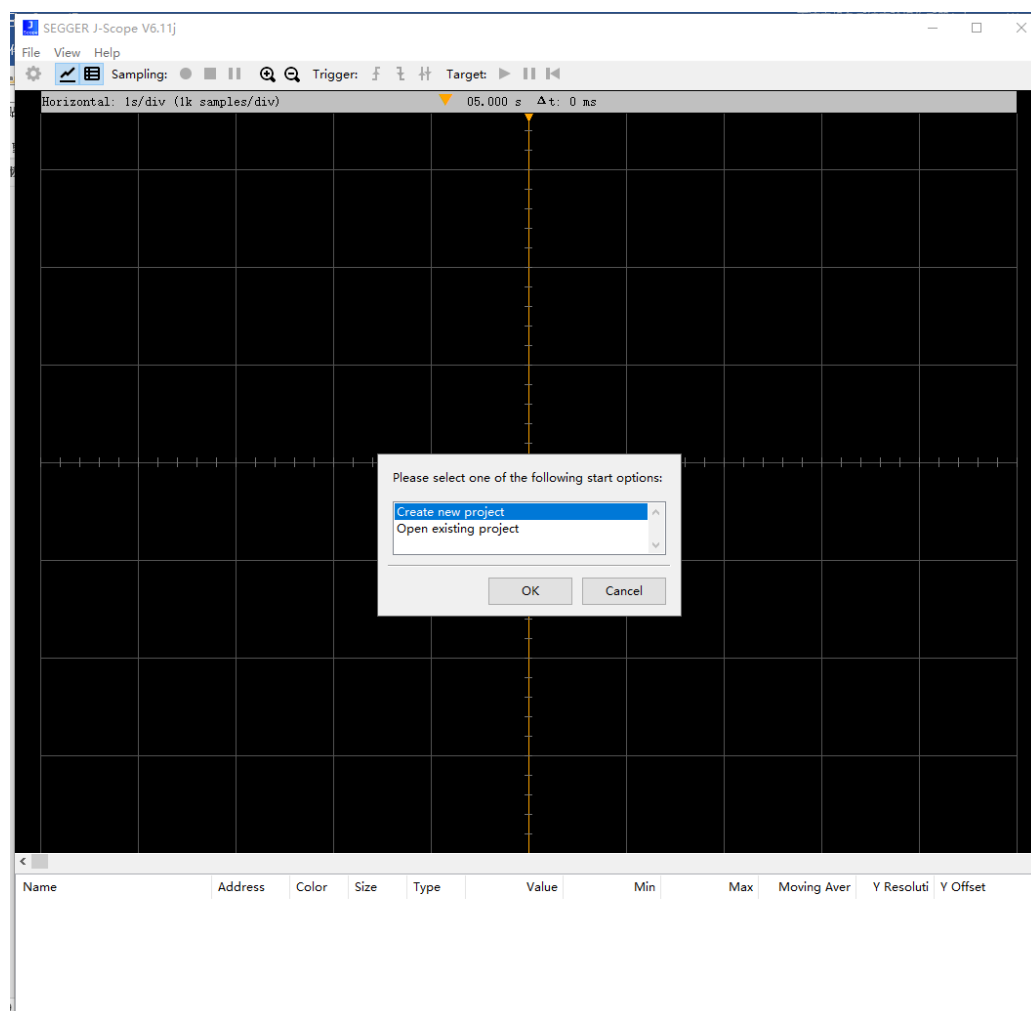 SEGGER J-Scope V6.11j
File View Help
Sampling: Trigger: Target:
Horizontal: 1s/div (1k samples/div) 05.000 s Δt: 0 ms
Please select one of the following start options:
Create new project
Open existing project
OK Cancel
Name Address Color Size Type Value Min Max Moving Aver Y Resoluti Y Offset